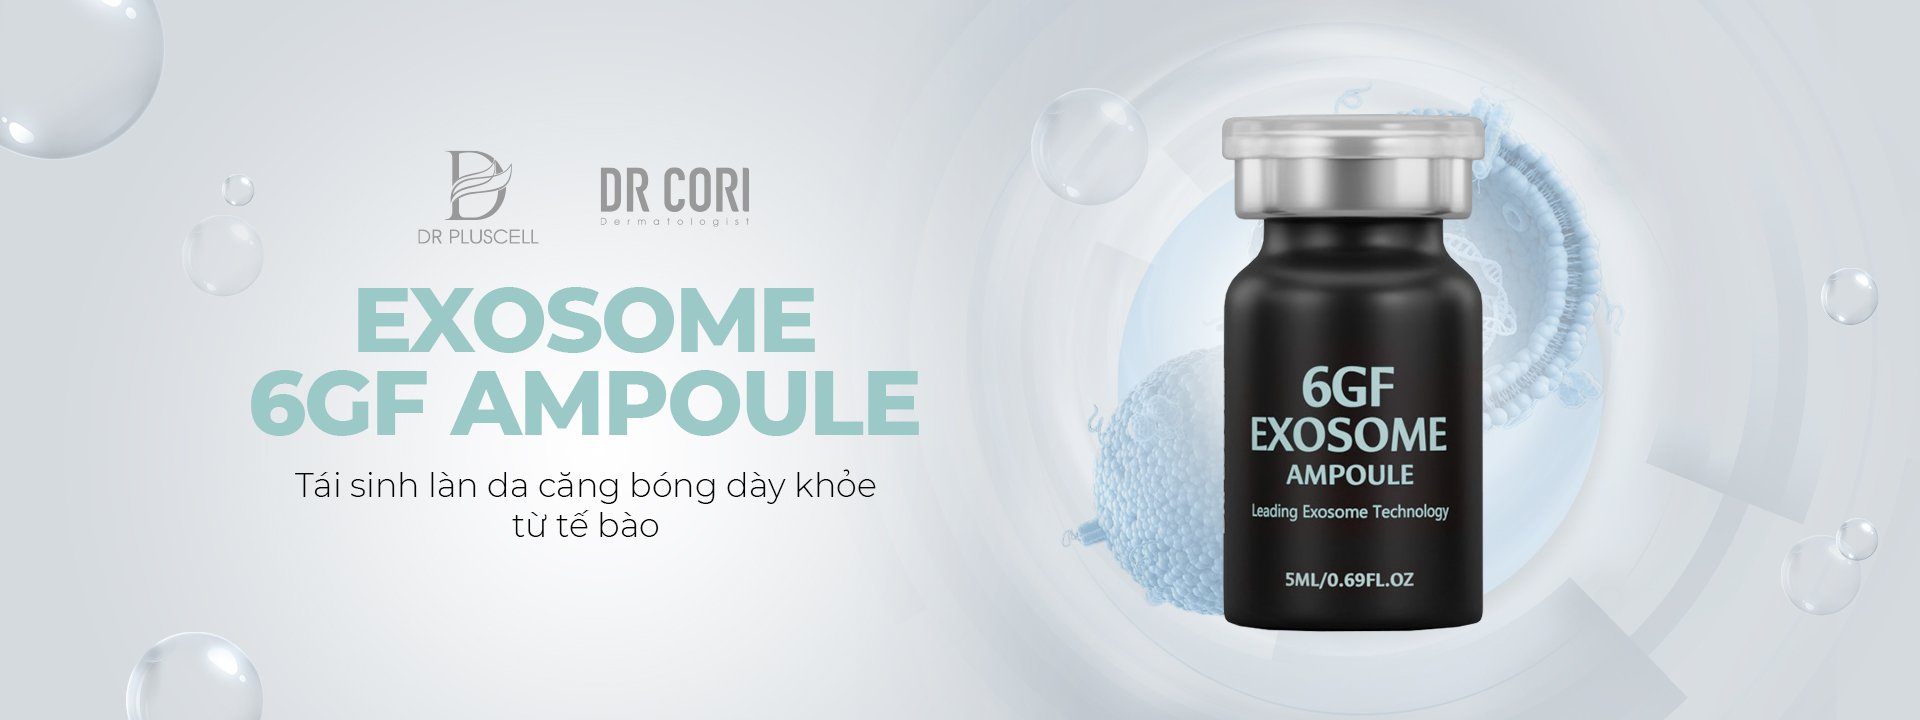 DR PLUSCELL
DR CORI
Dermatologist
EXOSOME
6GF AMPOULE
Tái sinh làn da căng bóng dày khỏe
từ tế bào
6GF
EXOSOME
AMPOULE
Leading Exosome Technology
5ML/0.69FL.OZ